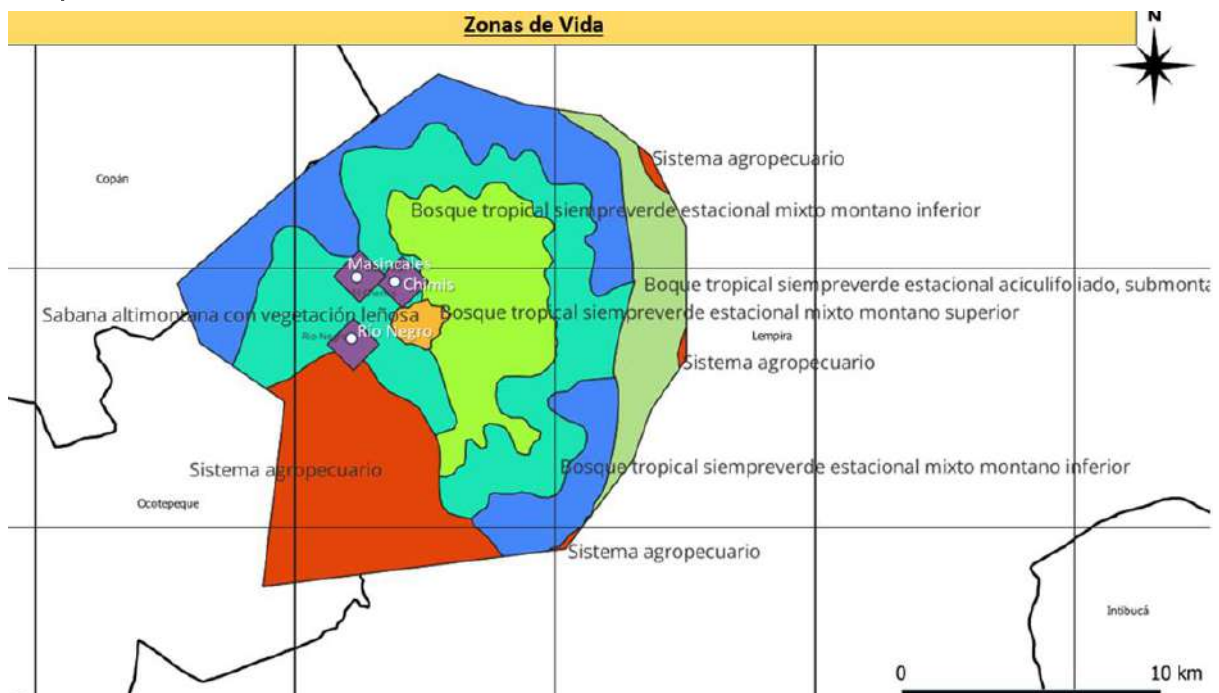 Zonas de Vida
N
Sistema agropecuario
Copán
Bosque tropical siempreverde estacional mixto montano inferior
Masincales
Chimis
Boque tropical siempreverde estacional aciculifoliado, submonta
Sabana altimontana con vegetación leñosa
Bosque tropical siempreverde estacional mixto montano superior
Río Negro
Lempira
Sistema agropecuario
Sistema agropecuario
Bosque tropical siempreverde estacional mixto montano inferior
Ocotepeque
Sistema agropecuario
Intibucá
0
10 km